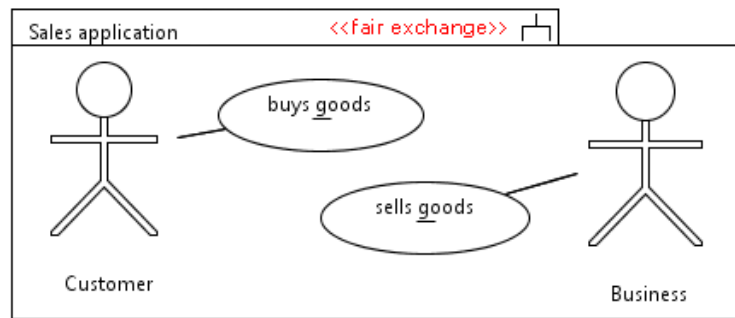 Sales application <<fair exchange>>
buys goods
sells goods
Customer
Business